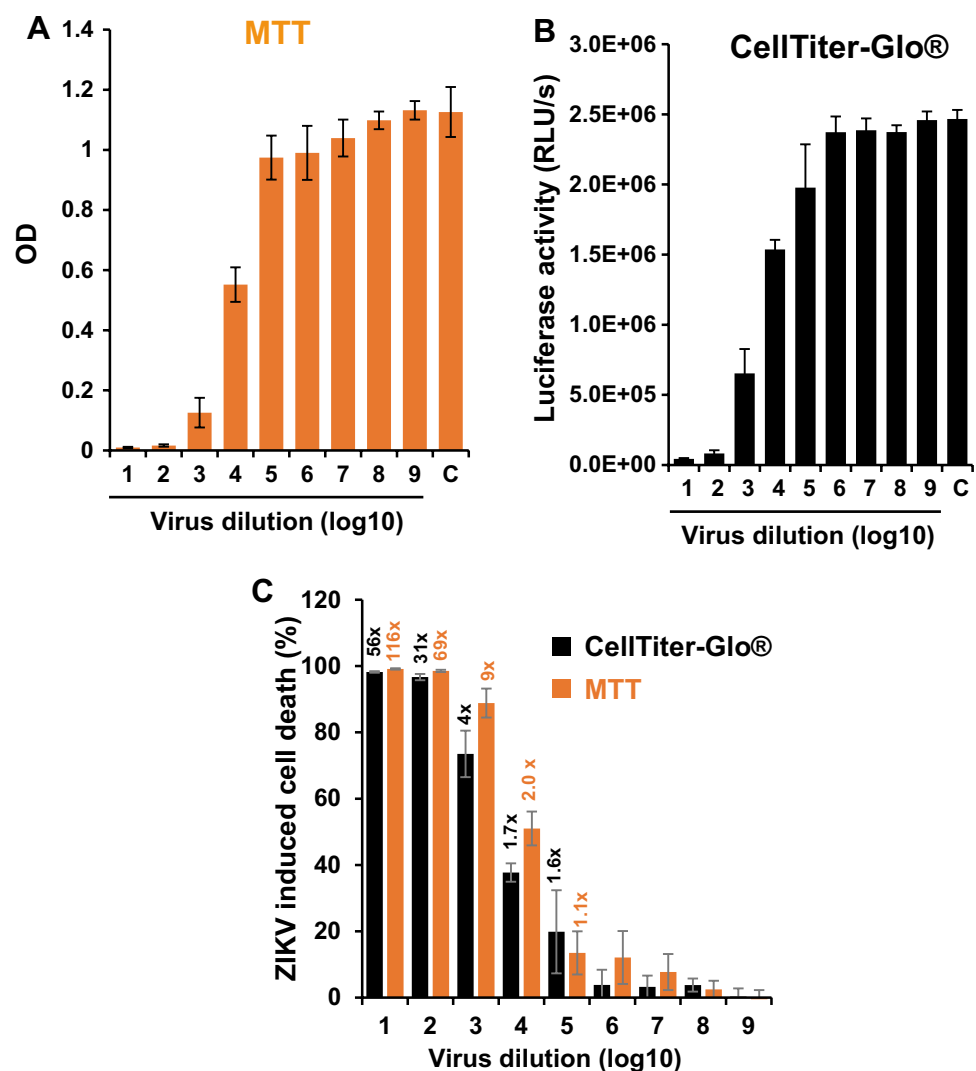 A
MTT
OD
1.4
1.2
1
0.8
0.6
0.4
0.2
0
1 2 3 4 5 6 7 8 9 C
Virus dilution (log10)
B
CellTiter-Glo®
Luciferase activity (RLU/s)
3.0E+06
2.5E+06
2.0E+06
1.5E+06
1.0E+06
5.0E+05
0.0E+00
1 2 3 4 5 6 7 8 9 C
Virus dilution (log10)
C
ZIKV induced cell death (%)
120
100
80
60
40
20
0
56x 116x 31x 69x 4x 9x 1.7x 2.0 x 1.6x 1.1x
CellTiter-Glo®
MTT
1 2 3 4 5 6 7 8 9
Virus dilution (log10)